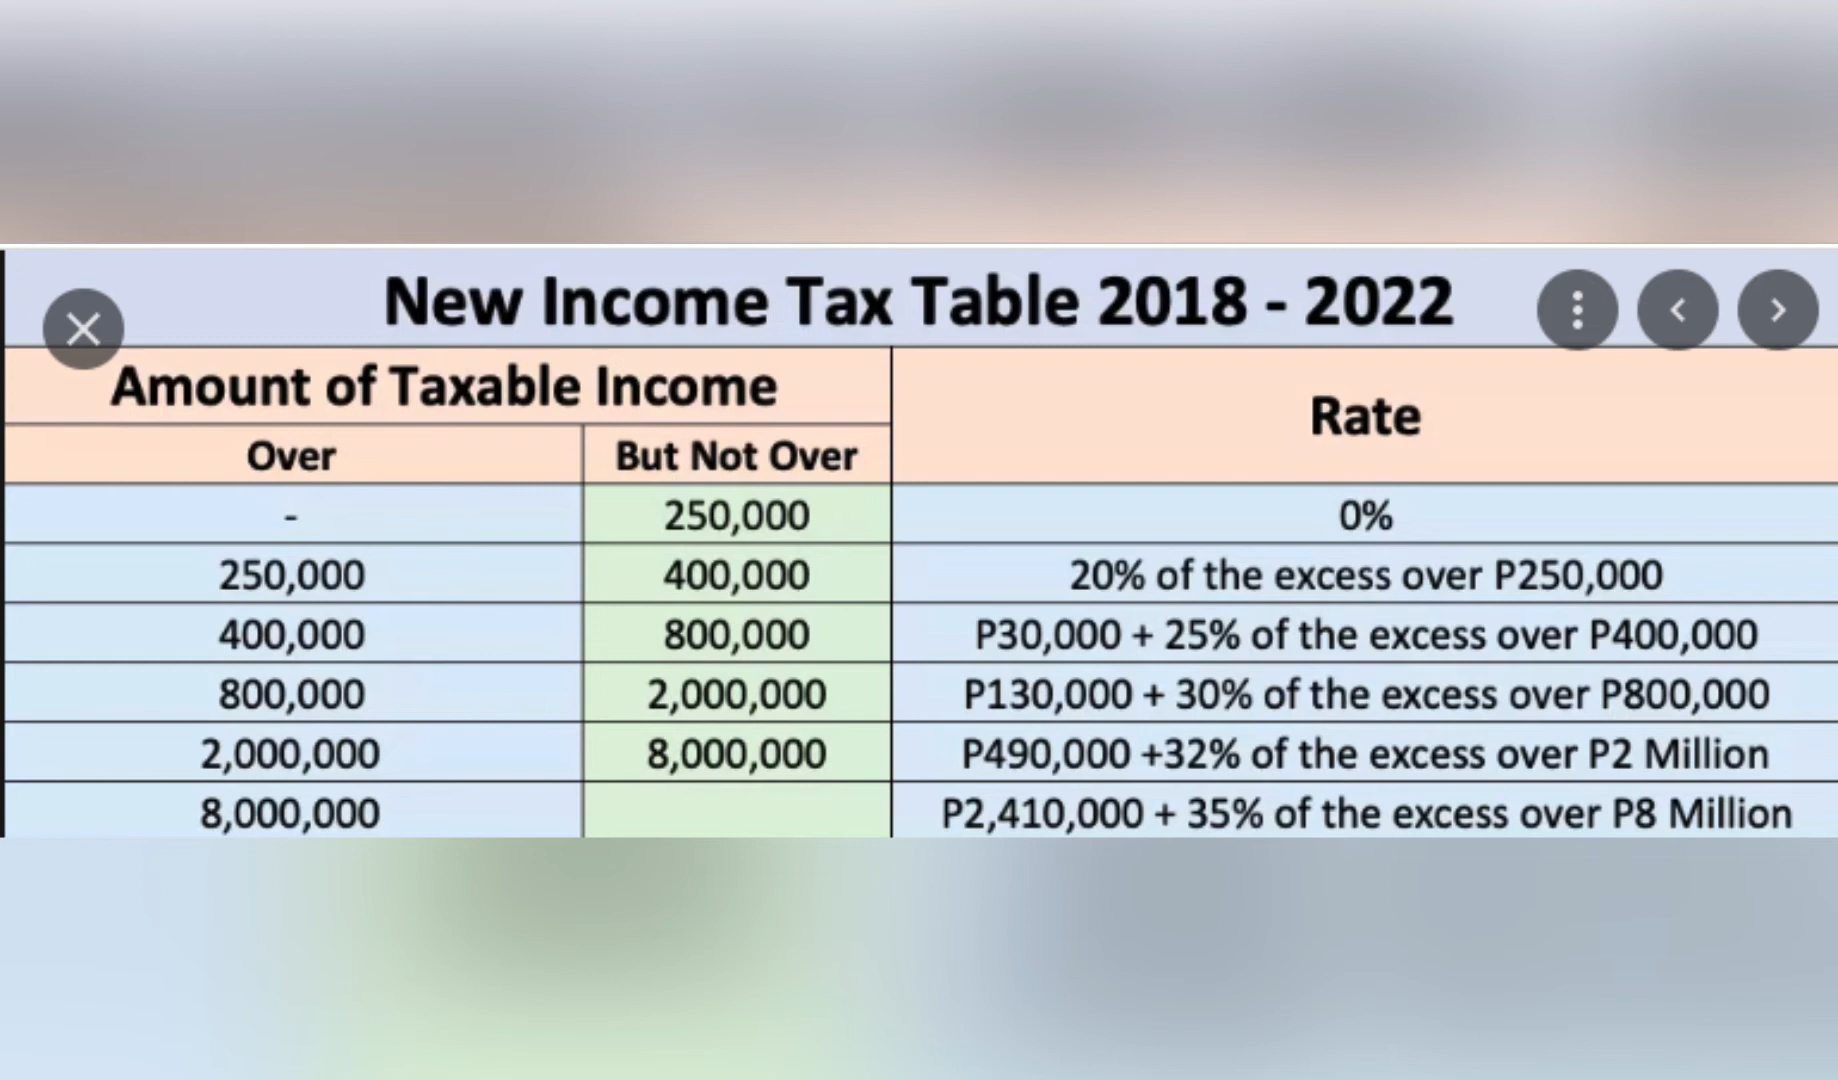 New Income Tax Table 2018 - 2022
Amount of Taxable Income
Rate
Over
But Not Over
-
250,000
0%
250,000
400,000
20% of the excess over P250,000
400,000
800,000
P30,000 + 25% of the excess over P400,000
800,000
2,000,000
P130,000 + 30% of the excess over P800,000
2,000,000
8,000,000
P490,000 +32% of the excess over P2 Million
8,000,000
P2,410,000 + 35% of the excess over P8 Million